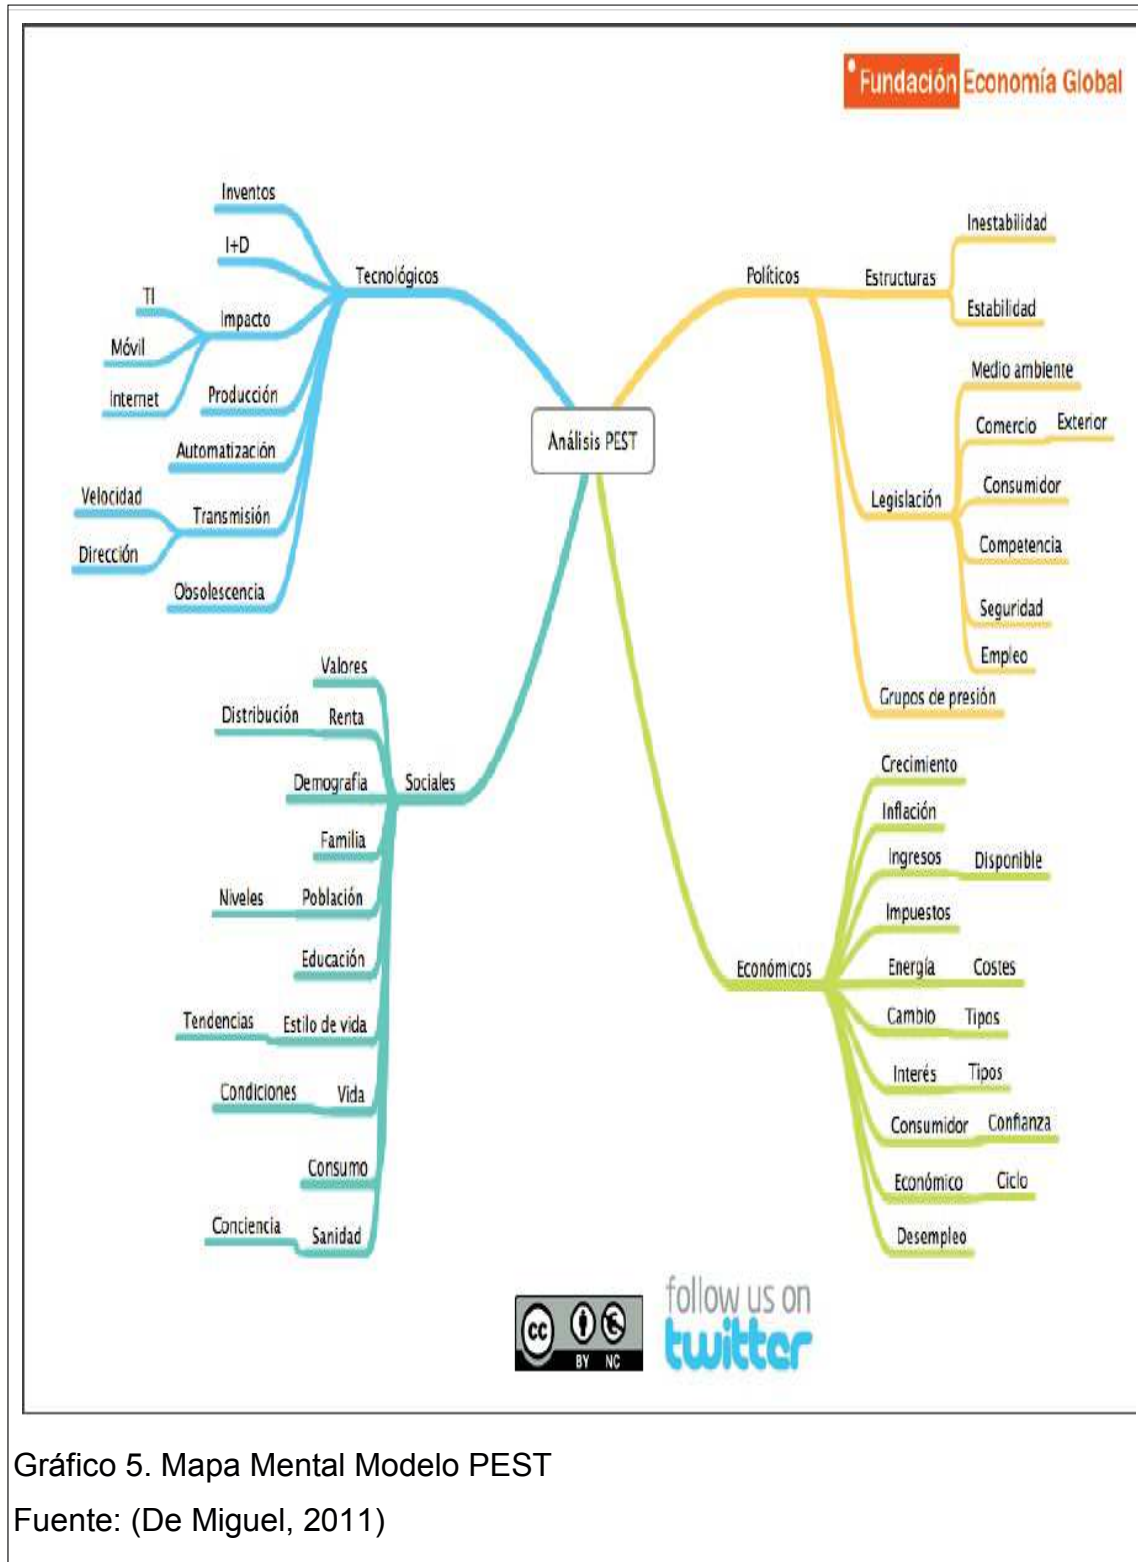 Fundación Economía Global
Análisis PEST
Tecnológicos
Inventos
I+D
Impacto
TI
Móvil
Internet
Producción
Automatización
Transmisión
Velocidad
Dirección
Obsolescencia
Políticos
Estructuras
Inestabilidad
Estabilidad
Legislación
Medio ambiente
Comercio Exterior
Consumidor
Competencia
Seguridad
Empleo
Grupos de presión
Sociales
Valores
Distribución Renta
Demografía
Familia
Niveles Población
Educación
Tendencias Estilo de vida
Condiciones Vida
Consumo
Conciencia Sanidad
Económicos
Crecimiento
Inflación
Ingresos Disponible
Impuestos
Energía Costes
Cambio Tipos
Interés Tipos
Consumidor Confianza
Económico Ciclo
Desempleo
cc BY NC
follow us on
twitter
Gráfico 5. Mapa Mental Modelo PEST
Fuente: (De Miguel, 2011)